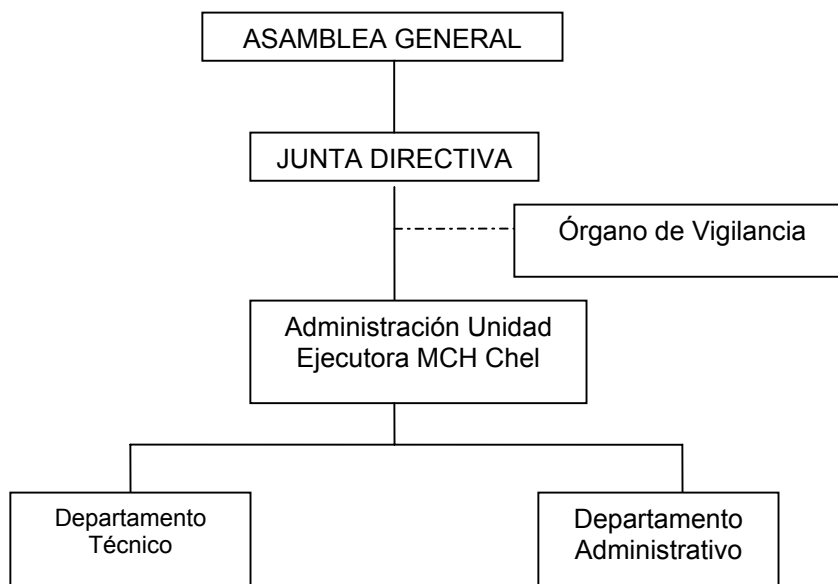 ASAMBLEA GENERAL
JUNTA DIRECTIVA
Órgano de Vigilancia
Administración Unidad
Ejecutora MCH Chel
Departamento
Técnico
Departamento
Administrativo